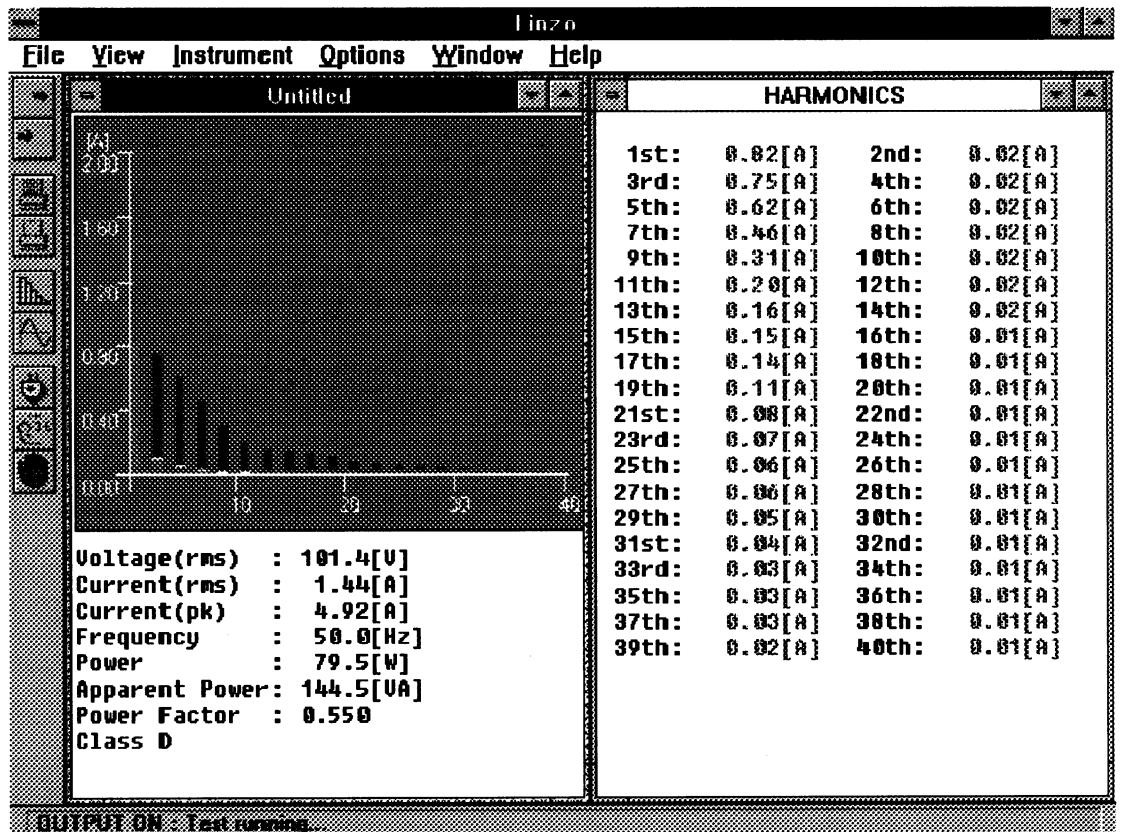 Linzo
File View Instrument Options Window Help
Untitled
[A]
2.00
1.60
1.20
0.80
0.40
0.00
10 20 30 40
Voltage(rms) : 101.4[V]
Current(rms) : 1.44[A]
Current(pk) : 4.92[A]
Frequency : 50.0[Hz]
Power : 79.5[W]
Apparent Power: 144.5[VA]
Power Factor : 0.550
Class D
HARMONICS
1st: 0.82[A] 2nd: 0.02[A]
3rd: 0.75[A] 4th: 0.02[A]
5th: 0.62[A] 6th: 0.02[A]
7th: 0.46[A] 8th: 0.02[A]
9th: 0.31[A] 10th: 0.02[A]
11th: 0.20[A] 12th: 0.02[A]
13th: 0.16[A] 14th: 0.02[A]
15th: 0.15[A] 16th: 0.01[A]
17th: 0.14[A] 18th: 0.01[A]
19th: 0.11[A] 20th: 0.01[A]
21st: 0.08[A] 22nd: 0.01[A]
23rd: 0.07[A] 24th: 0.01[A]
25th: 0.06[A] 26th: 0.01[A]
27th: 0.06[A] 28th: 0.01[A]
29th: 0.05[A] 30th: 0.01[A]
31st: 0.04[A] 32nd: 0.01[A]
33rd: 0.03[A] 34th: 0.01[A]
35th: 0.03[A] 36th: 0.01[A]
37th: 0.03[A] 38th: 0.01[A]
39th: 0.02[A] 40th: 0.01[A]
OUTPUT ON : Test running...